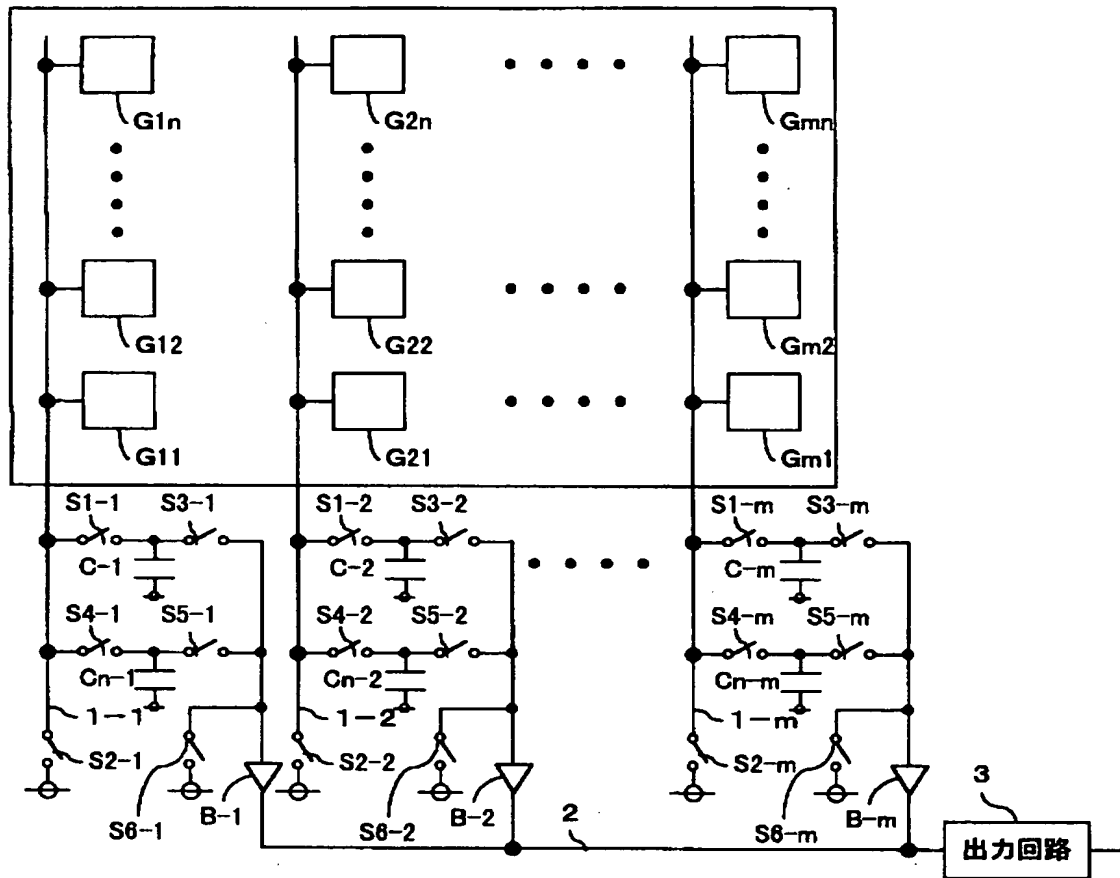 G1n G2n Gmn
G12 G22 Gm2
G11 G21 Gm1
S1-1 S3-1 S1-2 S3-2 S1-m S3-m
C-1 C-2 C-m
S4-1 S5-1 S4-2 S5-2 S4-m S5-m
Cn-1 Cn-2 Cn-m
1-1 1-2 1-m
S2-1 S2-2 S2-m
S6-1 B-1 S6-2 B-2 2 S6-m B-m 3
出力回路